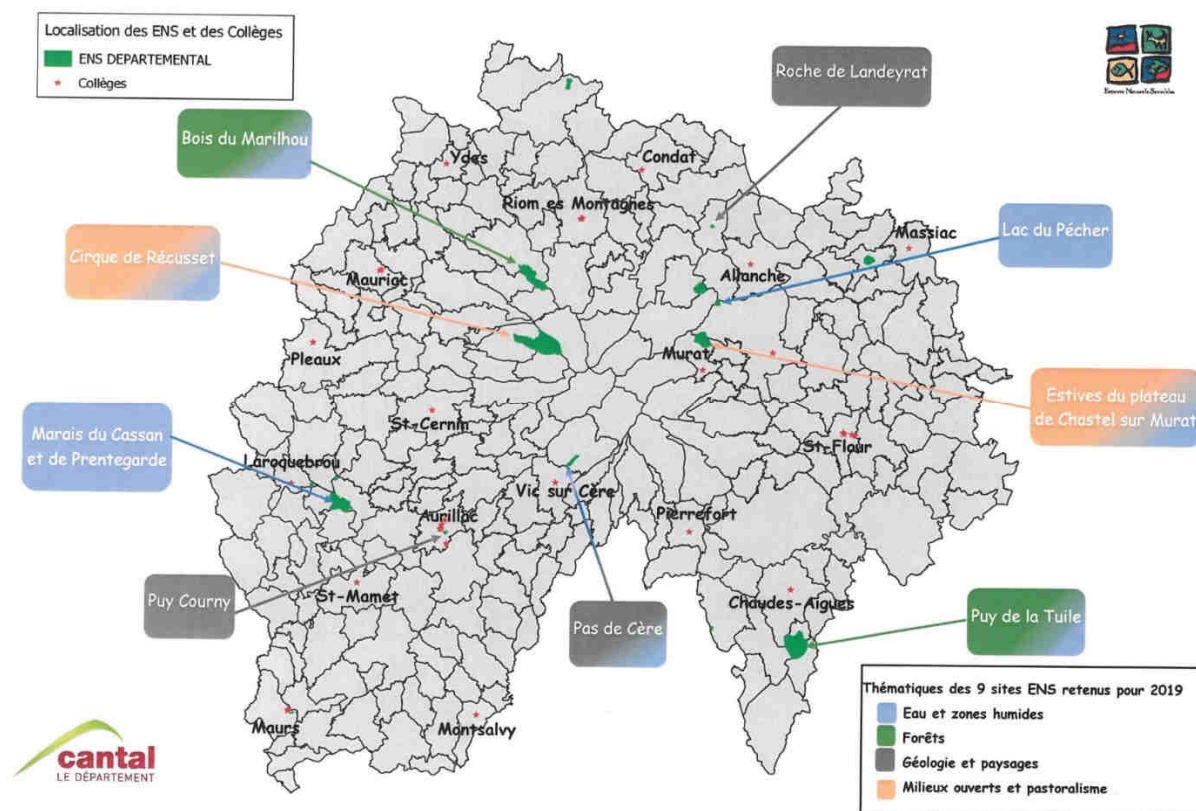 Localisation des ENS et des Collèges
ENS DEPARTEMENTAL
Collèges
Roche de Landeyrat
Bois du Marilhou
Ydes
Condat
Riom es Montagnes
Massiac
Lac du Pécher
Cirque de Récusset
Mauriac
Allanche
Pleaux
Murat
Estives du plateau
de Chastel sur Murat
St-Cernin
St-Flour
Marais du Cassan
et de Prentegarde
Laroquebrou
Vic sur Cère
Aurillac
Pierrefort
Puy Courny
St-Mamet
Pas de Cère
Chaudes-Aigues
Puy de la Tuile
Maurs
Montsalvy
Thématiques des 9 sites ENS retenus pour 2019
Eau et zones humides
Forêts
Géologie et paysages
Milieux ouverts et pastoralisme
cantal
LE DÉPARTEMENT